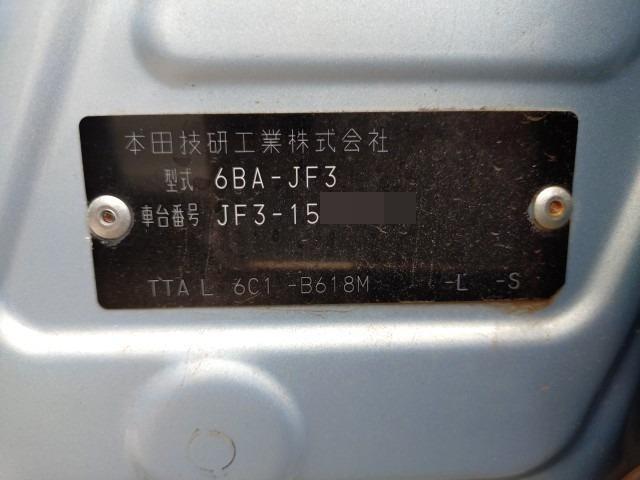 本田技研工業株式会社
型式 6BA-JF3
車台番号 JF3-15
TTA L 6C1 -B618M -L -S